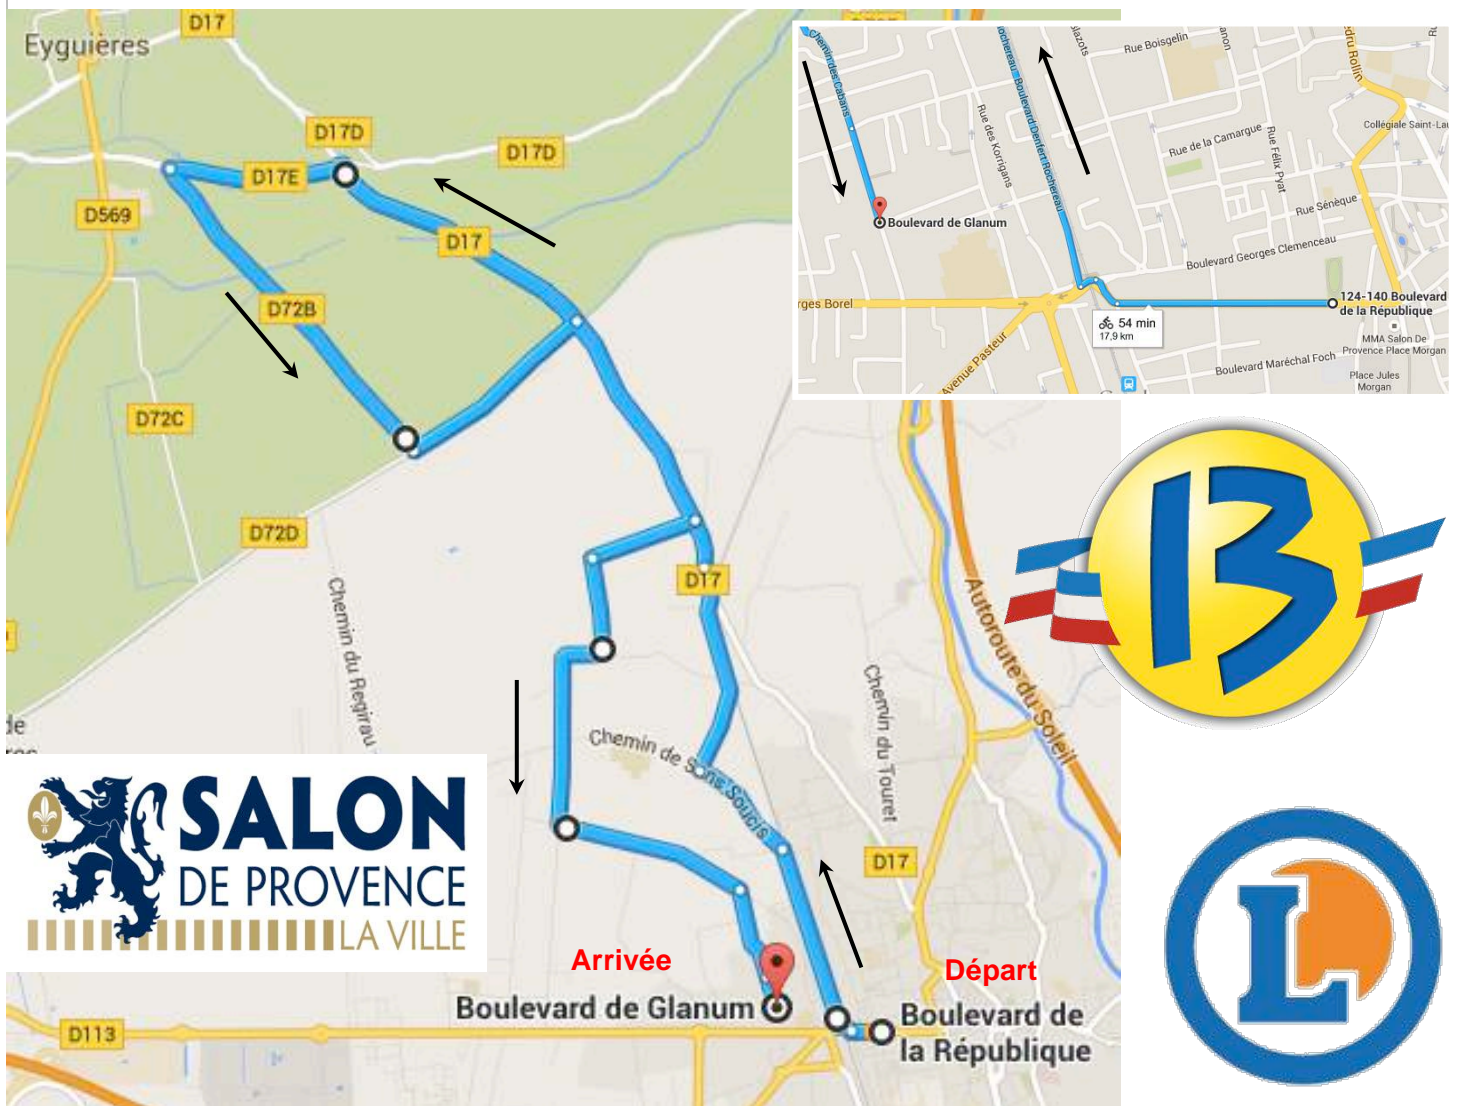 D17
Eyguières
D17D
D17D
D17E
D569
D17
D72B
D72C
D72D
D17
Chemin du Regirau
Chemin de Sans Soucis
Chemin du Touret
Autoroute du Soleil
D17
de
D113
Arrivée
Départ
Boulevard de Glanum
Boulevard de
la République
Chemin des Cabans
Rochereau
Boulevard Denfert Rochereau
Rue des Korrigans
Rue Boisgelin
Rue de la Camargue
Rue Félix Pyat
Rue Sénèque
edru Rollin
Collégiale Saint-Lau
Boulevard de Glanum
Boulevard Georges Clemenceau
rges Borel
Avenue Pasteur
54 min
17,9 km
124-140 Boulevard
de la République
MMA Salon De
Provence Place Morgan
Boulevard Maréchal Foch
Place Jules
Morgan
13
SALON
DE PROVENCE
LA VILLE
L